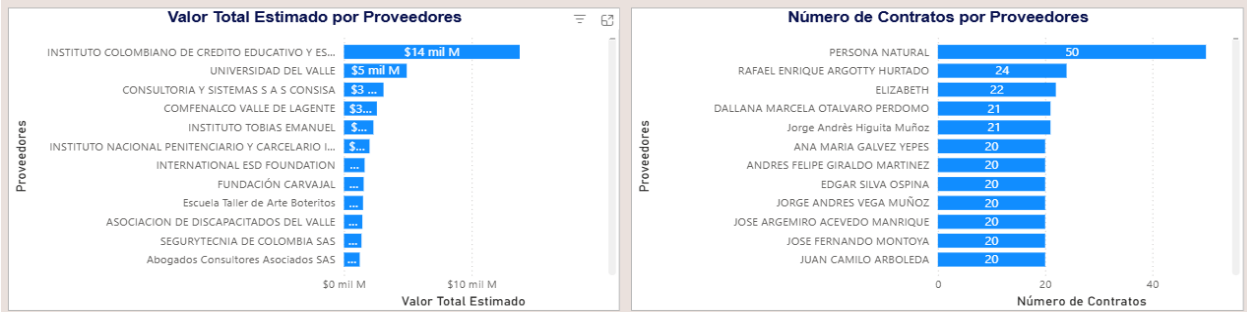 Valor Total Estimado por Proveedores
Proveedores
INSTITUTO COLOMBIANO DE CREDITO EDUCATIVO Y ES... $14 mil M
UNIVERSIDAD DEL VALLE $5 mil M
CONSULTORIA Y SISTEMAS S A S CONSISA $3 ...
COMFENALCO VALLE DE LAGENTE $3...
INSTITUTO TOBIAS EMANUEL $...
INSTITUTO NACIONAL PENITENCIARIO Y CARCELARIO I... $...
INTERNATIONAL ESD FOUNDATION ...
FUNDACIÓN CARVAJAL ...
Escuela Taller de Arte Boteritos ...
ASOCIACION DE DISCAPACITADOS DEL VALLE ...
SEGURYTECNIA DE COLOMBIA SAS ...
Abogados Consultores Asociados SAS ...
$0 mil M $10 mil M
Valor Total Estimado
Número de Contratos por Proveedores
Proveedores
PERSONA NATURAL 50
RAFAEL ENRIQUE ARGOTTY HURTADO 24
ELIZABETH 22
DALLANA MARCELA OTALVARO PERDOMO 21
Jorge Andrès Higuita Muñoz 21
ANA MARIA GALVEZ YEPES 20
ANDRES FELIPE GIRALDO MARTINEZ 20
EDGAR SILVA OSPINA 20
JORGE ANDRES VEGA MUÑOZ 20
JOSE ARGEMIRO ACEVEDO MANRIQUE 20
JOSE FERNANDO MONTOYA 20
JUAN CAMILO ARBOLEDA 20
0 20 40
Número de Contratos